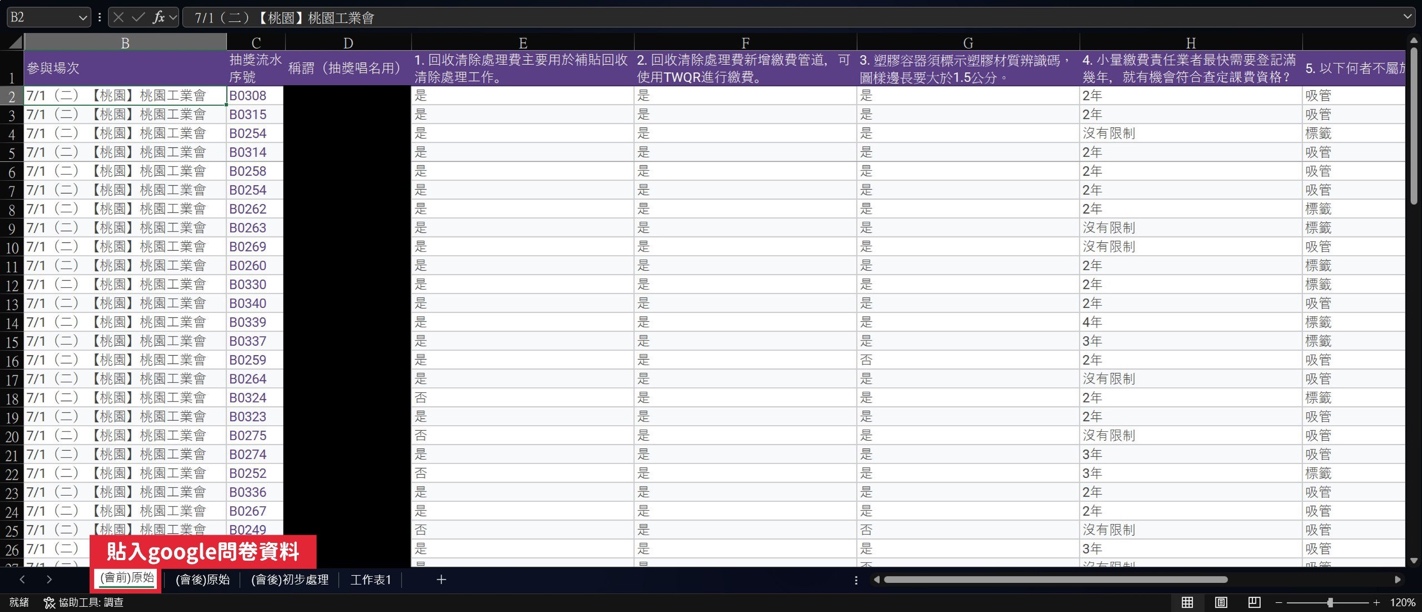 B2 fx 7/1（二）【桃園】桃園工業會
B C D E F G H
1 參與場次 抽獎流水序號 稱謂（抽獎唱名用） 1. 回收清除處理費主要用於補貼回收清除處理工作。 2. 回收清除處理費新增繳費管道，可使用TWQR進行繳費。 3. 塑膠容器須標示塑膠材質辨識碼，圖樣邊長要大於1.5公分。 4. 小量繳費責任業者最快需要登記滿幾年，就有機會符合查定課費資格？ 5. 以下何者不屬
2 7/1（二）【桃園】桃園工業會 B0308 是 是 是 2年 吸管
3 7/1（二）【桃園】桃園工業會 B0315 是 是 是 2年 吸管
4 7/1（二）【桃園】桃園工業會 B0254 是 是 是 沒有限制 標籤
5 7/1（二）【桃園】桃園工業會 B0314 是 是 是 2年 吸管
6 7/1（二）【桃園】桃園工業會 B0258 是 是 是 2年 吸管
7 7/1（二）【桃園】桃園工業會 B0254 是 是 是 2年 吸管
8 7/1（二）【桃園】桃園工業會 B0262 是 是 是 2年 標籤
9 7/1（二）【桃園】桃園工業會 B0263 是 是 是 沒有限制 標籤
10 7/1（二）【桃園】桃園工業會 B0269 是 是 是 沒有限制 吸管
11 7/1（二）【桃園】桃園工業會 B0260 是 是 是 2年 標籤
12 7/1（二）【桃園】桃園工業會 B0330 是 是 是 2年 標籤
13 7/1（二）【桃園】桃園工業會 B0340 是 是 是 2年 吸管
14 7/1（二）【桃園】桃園工業會 B0339 是 是 是 4年 標籤
15 7/1（二）【桃園】桃園工業會 B0337 是 是 是 3年 標籤
16 7/1（二）【桃園】桃園工業會 B0259 是 是 否 2年 吸管
17 7/1（二）【桃園】桃園工業會 B0264 是 是 是 沒有限制 吸管
18 7/1（二）【桃園】桃園工業會 B0324 否 是 是 2年 標籤
19 7/1（二）【桃園】桃園工業會 B0323 是 是 是 2年 吸管
20 7/1（二）【桃園】桃園工業會 B0275 否 是 是 沒有限制 吸管
21 7/1（二）【桃園】桃園工業會 B0274 是 是 是 3年 吸管
22 7/1（二）【桃園】桃園工業會 B0252 否 是 是 3年 標籤
23 7/1（二）【桃園】桃園工業會 B0336 是 是 是 2年 吸管
24 7/1（二）【桃園】桃園工業會 B0267 是 是 是 2年 吸管
25 7/1（二）【桃園】桃園工業會 B0249 否 是 否 沒有限制 吸管
26 7/1（二） 是 是 是 3年 吸管
貼入google問卷資料
(會前)原始 (會後)原始 (會後)初步處理 工作表1
就緒 協助工具: 調查 120%